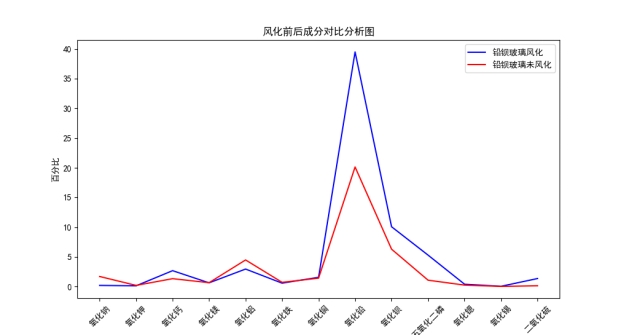 风化前后成分对比分析图
铅钡玻璃风化
铅钡玻璃未风化
百分比
40
35
30
25
20
15
10
5
0
氧化钠
氧化钾
氧化钙
氧化镁
氧化铝
氧化铁
氧化铜
氧化铅
氧化钡
五氧化二磷
氧化锶
氧化锡
二氧化硫